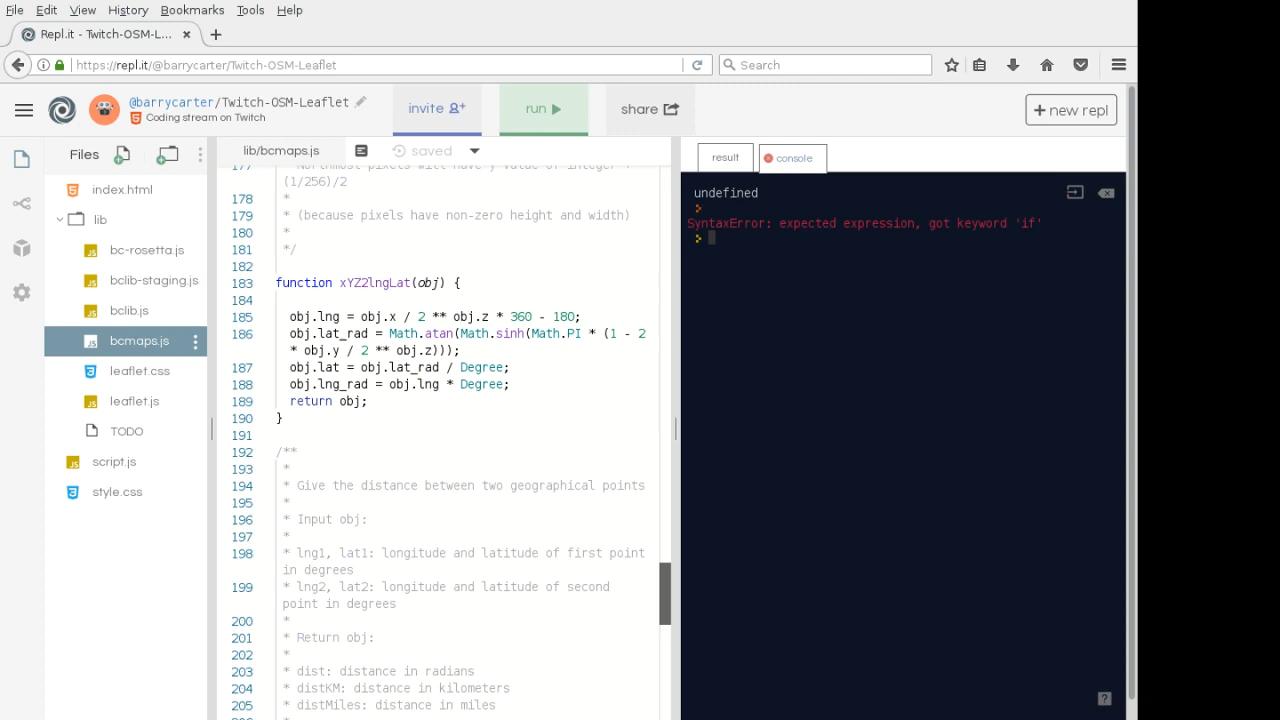 File Edit View History Bookmarks Tools Help
Repl.it - Twitch-OSM-L...
https://repl.it/@barrycarter/Twitch-OSM-Leaflet
Search
@barrycarter/Twitch-OSM-Leaflet
Coding stream on Twitch
invite
run
share
+ new repl
Files
index.html
lib
bc-rosetta.js
bclib-staging.js
bclib.js
bcmaps.js
leaflet.css
leaflet.js
TODO
script.js
style.css
lib/bcmaps.js
saved
177 * Northmost pixels will have y value of integer +
(1/256)/2
178 *
179 * (because pixels have non-zero height and width)
180 *
181 */
182
183 function xYZ2lngLat(obj) {
184
185 obj.lng = obj.x / 2 ** obj.z * 360 - 180;
186 obj.lat_rad = Math.atan(Math.sinh(Math.PI * (1 - 2
* obj.y / 2 ** obj.z)));
187 obj.lat = obj.lat_rad / Degree;
188 obj.lng_rad = obj.lng * Degree;
189 return obj;
190 }
191
192 /**
193 *
194 * Give the distance between two geographical points
195 *
196 * Input obj:
197 *
198 * lng1, lat1: longitude and latitude of first point
in degrees
199 * lng2, lat2: longitude and latitude of second
point in degrees
200 *
201 * Return obj:
202 *
203 * dist: distance in radians
204 * distKM: distance in kilometers
205 * distMiles: distance in miles
result
console
undefined
>
SyntaxError: expected expression, got keyword 'if'
>
?